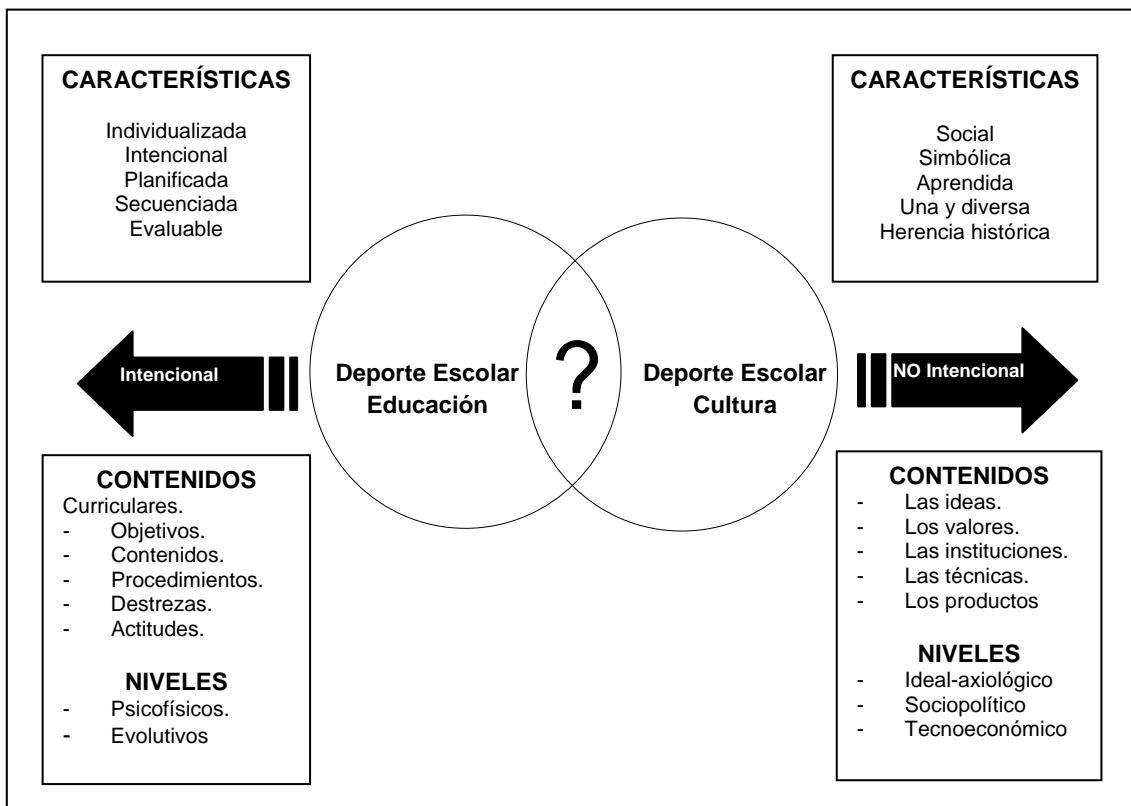 CARACTERÍSTICAS
Individualizada
Intencional
Planificada
Secuenciada
Evaluable
CARACTERÍSTICAS
Social
Simbólica
Aprendida
Una y diversa
Herencia histórica
Intencional
Deporte Escolar
Educación
?
Deporte Escolar
Cultura
NO Intencional
CONTENIDOS
Curriculares.
- Objetivos.
- Contenidos.
- Procedimientos.
- Destrezas.
- Actitudes.
NIVELES
- Psicofísicos.
- Evolutivos
CONTENIDOS
- Las ideas.
- Los valores.
- Las instituciones.
- Las técnicas.
- Los productos
NIVELES
- Ideal-axiológico
- Sociopolítico
- Tecnoeconómico